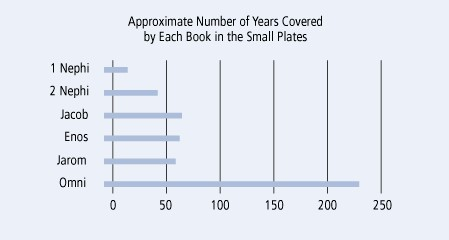 Approximate Number of Years Covered
by Each Book in the Small Plates
1 Nephi
2 Nephi
Jacob
Enos
Jarom
Omni
0 50 100 150 200 250